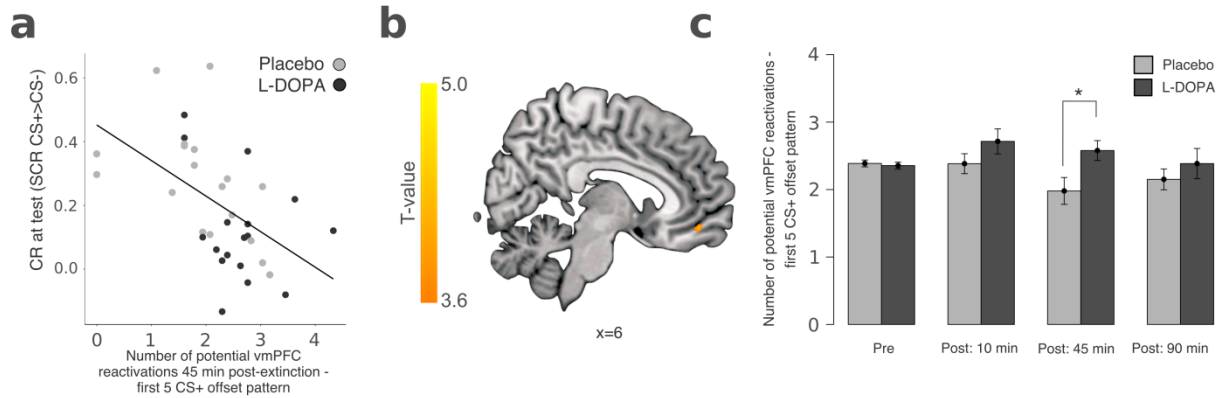 a
Placebo
L-DOPA
CR at test (SCR CS+>CS-)
0.6
0.4
0.2
0.0
0
1
2
3
4
Number of potential vmPFC
reactivations 45 min post-extinction -
first 5 CS+ offset pattern
b
5.0
T-value
3.6
x=6
c
Number of potential vmPFC reactivations -
first 5 CS+ offset pattern
4
3
2
1
0
Placebo
L-DOPA
*
Pre
Post: 10 min
Post: 45 min
Post: 90 min